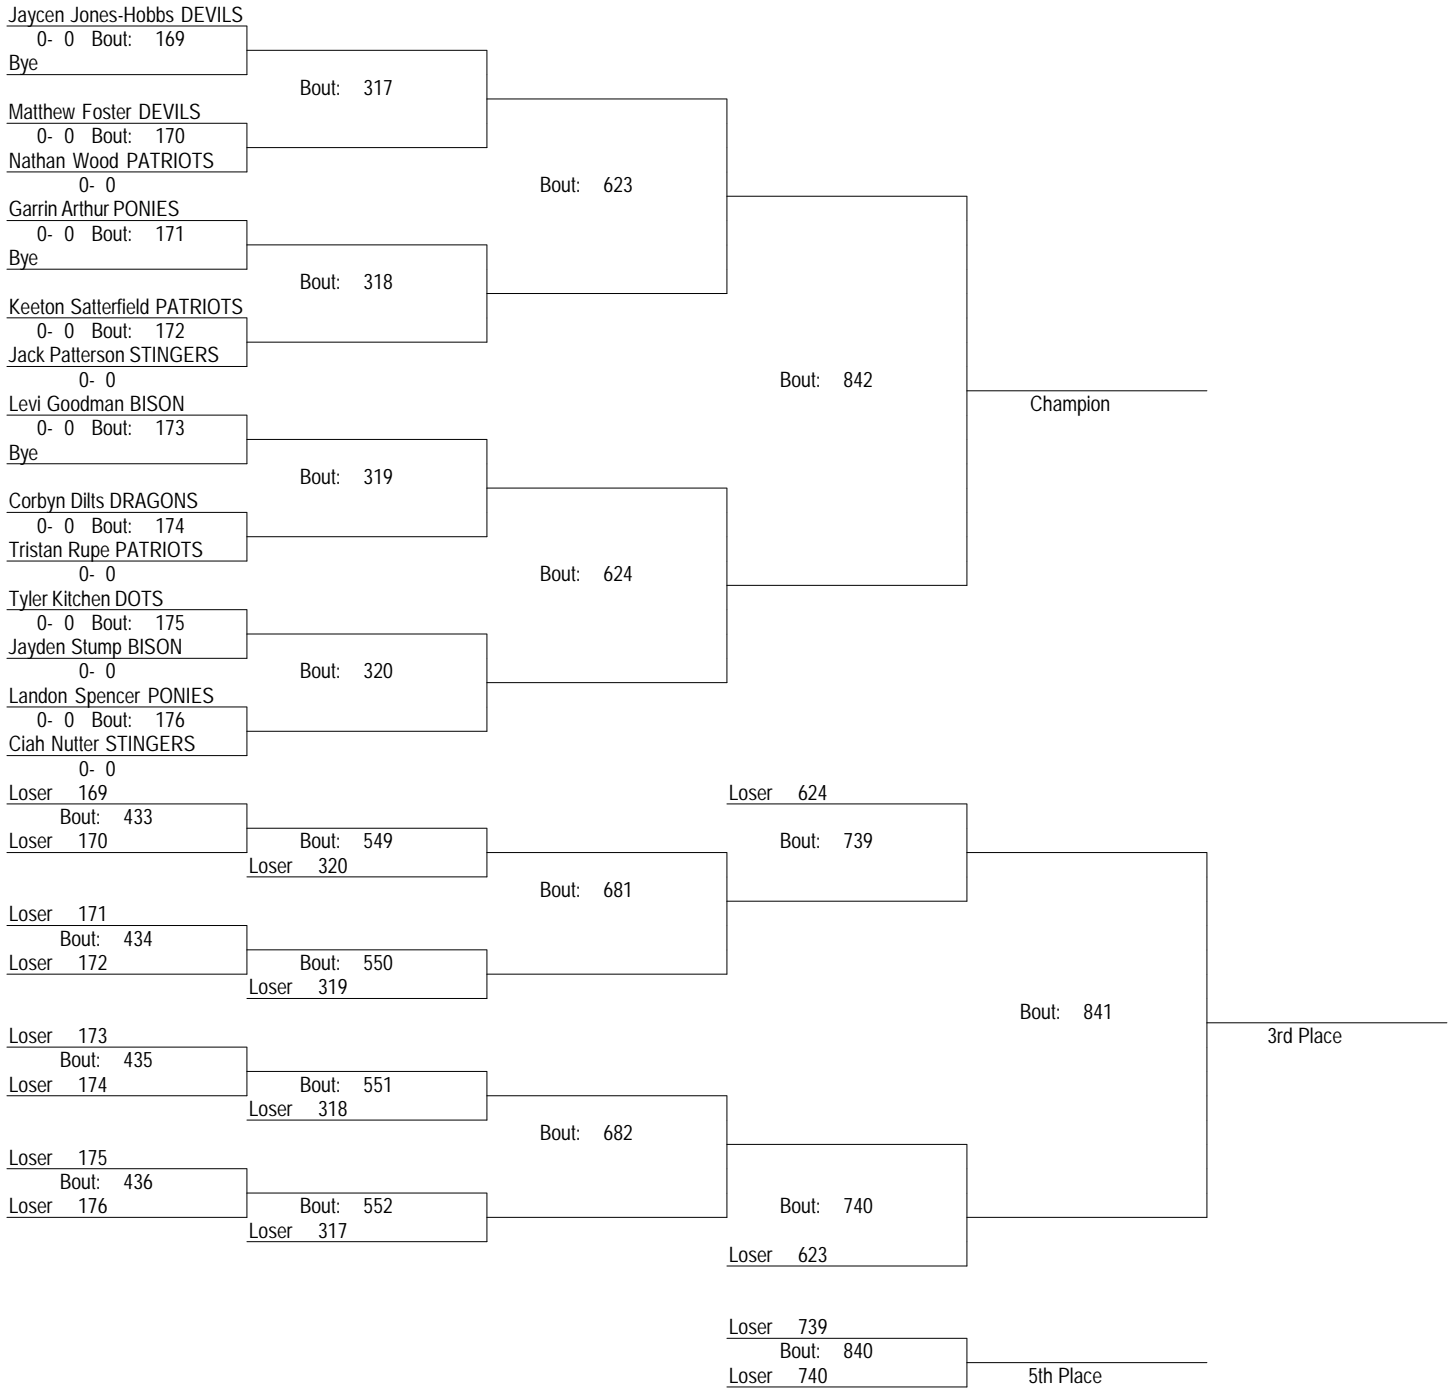 Jaycen Jones-Hobbs DEVILS
0- 0 Bout: 169
Bye
Bout: 317
Matthew Foster DEVILS
0- 0 Bout: 170
Nathan Wood PATRIOTS
0- 0
Bout: 623
Garrin Arthur PONIES
0- 0 Bout: 171
Bye
Bout: 318
Keeton Satterfield PATRIOTS
0- 0 Bout: 172
Jack Patterson STINGERS
0- 0
Bout: 842
Champion
Levi Goodman BISON
0- 0 Bout: 173
Bye
Bout: 319
Corbyn Dilts DRAGONS
0- 0 Bout: 174
Tristan Rupe PATRIOTS
0- 0
Bout: 624
Tyler Kitchen DOTS
0- 0 Bout: 175
Jayden Stump BISON
0- 0
Bout: 320
Landon Spencer PONIES
0- 0 Bout: 176
Ciah Nutter STINGERS
0- 0
Loser 169
Bout: 433
Loser 170
Bout: 549
Loser 320
Loser 624
Bout: 739
Bout: 681
Loser 171
Bout: 434
Loser 172
Bout: 550
Loser 319
Bout: 841
3rd Place
Loser 173
Bout: 435
Loser 174
Bout: 551
Loser 318
Bout: 682
Loser 175
Bout: 436
Loser 176
Bout: 552
Loser 317
Bout: 740
Loser 623
Loser 739
Bout: 840
Loser 740
5th Place